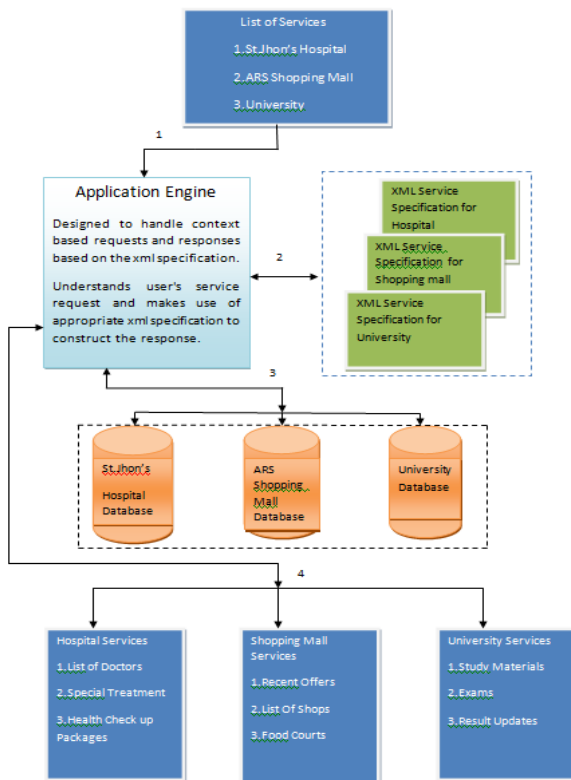 List of Services
1.St.Jhon's Hospital
2.ARS Shopping Mall
3.University
1
Application Engine
Designed to handle context
based requests and responses
based on the xml specification.
Understands user's service
request and makes use of
appropriate xml specification to
construct the response.
2
XML Service
Specification for
Hospital
XML Service
Specification for
Shopping mall
XML Service
Specification for
University
3
St.Jhon's
Hospital
Database
ARS
Shopping
Mall
Database
University
Database
4
Hospital Services
1.List of Doctors
2.Special Treatment
3.Health Check up
Packages
Shopping Mall
Services
1.Recent Offers
2.List Of Shops
3.Food Courts
University Services
1.Study Materials
2.Exams
3.Result Updates